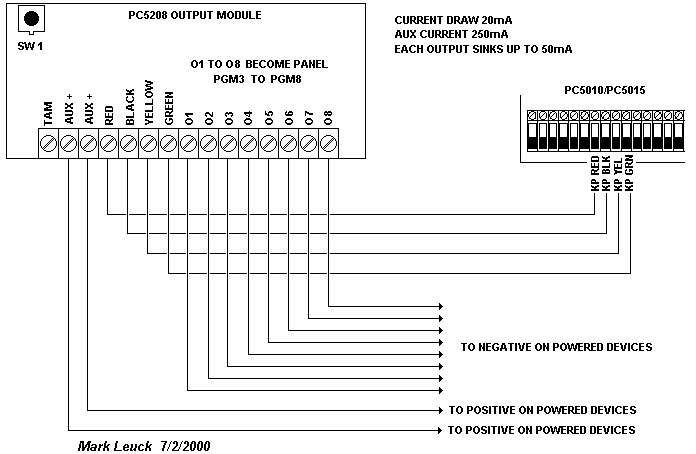 PC5208 OUTPUT MODULE
SW 1
O1 TO O8 BECOME PANEL
PGM3 TO PGM8
CURRENT DRAW 20mA
AUX CURRENT 250mA
EACH OUTPUT SINKS UP TO 50mA
PC5010/PC5015
TAM
AUX +
AUX +
RED
BLACK
YELLOW
GREEN
O1
O2
O3
O4
O5
O6
O7
O8
KP RED
KP BLK
KP YEL
KP GRN
TO NEGATIVE ON POWERED DEVICES
TO POSITIVE ON POWERED DEVICES
TO POSITIVE ON POWERED DEVICES
Mark Leuck 7/2/2000